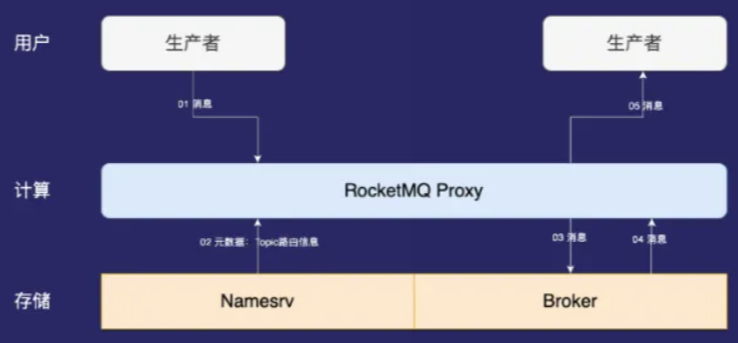 用户
生产者
生产者
01 消息
05 消息
计算
RocketMQ Proxy
02 元数据：Topic路由信息
03 消息
04 消息
存储
Namesrv
Broker